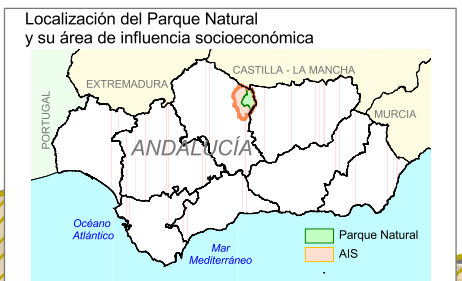 Localización del Parque Natural
y su área de influencia socioeconómica
CASTILLA - LA MANCHA
EXTREMADURA
PORTUGAL
MURCIA
ANDALUCÍA
Océano
Atlántico
Mar
Mediterráneo
Parque Natural
AIS